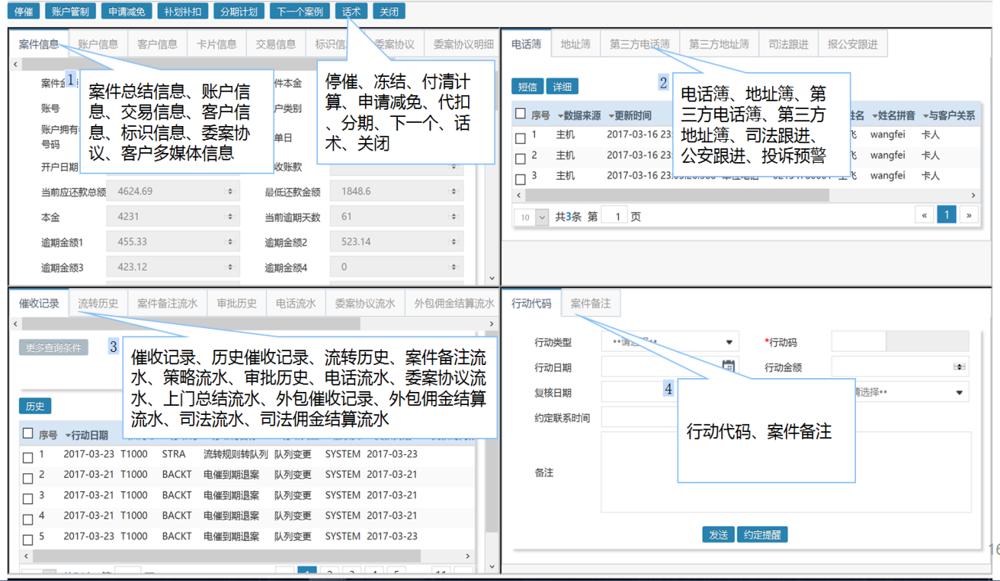 停催 账户管制 申请减免 补划补扣 分期计划 下一个案例 话术 关闭
案件信息 账户信息 客户信息 卡片信息 交易信息 标识信 委案协议 委案协议明细
1
案件总结信息、账户信
息、交易信息、客户信
息、标识信息、委案协
议、客户多媒体信息
停催、冻结、付清计
算、申请减免、代扣
、分期、下一个、话
术、关闭
案件金 件本金
账号 户类别
账户拥有
号码 单日
开户日期 收账款
当前应还款总额 4624.69 最低还款金额 1848.6
本金 4231 当前逾期天数 61
逾期金额1 455.33 逾期金额2 523.14
逾期金额3 423.12 逾期金额4 0
电话簿 地址簿 第三方电话簿 第三方地址簿 司法跟进 报公安跟进
短信 详细
2
电话簿、地址簿、第
三方电话簿、第三方
地址簿、司法跟进、
公安跟进、投诉预警
序号 数据来源 更新时间 姓名 姓名拼音 与客户关系
1 主机 2017-03-16 23: 飞 wangfei 卡人
2 主机 2017-03-16 23: 飞 wangfei 卡人
3 主机 2017-03-16 wangfei 卡人
10 共3条 第 1 页 « 1 »
催收记录 流转历史 案件备注流水 审批历史 电话流水 委案协议流水 外包佣金结算流水
更多查询条件
3
催收记录、历史催收记录、流转历史、案件备注流
水、策略流水、审批历史、电话流水、委案协议流
水、上门总结流水、外包催收记录、外包佣金结算
流水、司法流水、司法佣金结算流水
历史
序号 行动日期
1 2017-03-23 T1000 STRA 流转规则转队列 队列变更 SYSTEM 2017-03-23
2 2017-03-21 T1000 BACKT 电催到期退案 队列变更 SYSTEM 2017-03-21
3 2017-03-21 T1000 BACKT 电催到期退案 队列变更 SYSTEM 2017-03-21
4 2017-03-21 T1000 BACKT 电催到期退案 队列变更 SYSTEM 2017-03-21
5 2017-03-23 T1000 BACKT 电催到期退案 队列变更 SYSTEM 2017-03-23
1 2 3 4 5 11
行动代码 案件备注
行动类型 *行动码
行动日期 行动金额
复核日期 选择**
约定联系时间
4
行动代码、案件备注
备注
发送 约定提醒
16